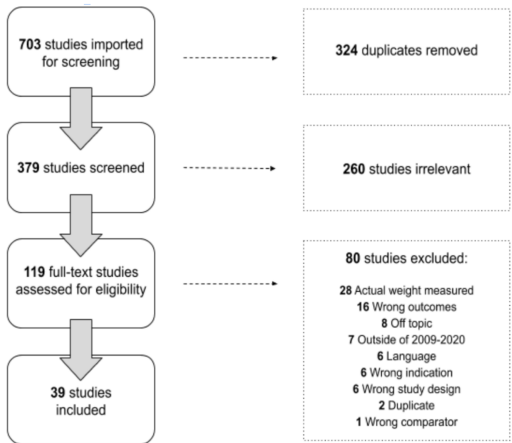 703 studies imported
for screening
324 duplicates removed
379 studies screened
260 studies irrelevant
119 full-text studies
assessed for eligibility
80 studies excluded:
28 Actual weight measured
16 Wrong outcomes
8 Off topic
7 Outside of 2009-2020
6 Language
6 Wrong indication
6 Wrong study design
2 Duplicate
1 Wrong comparator
39 studies
included